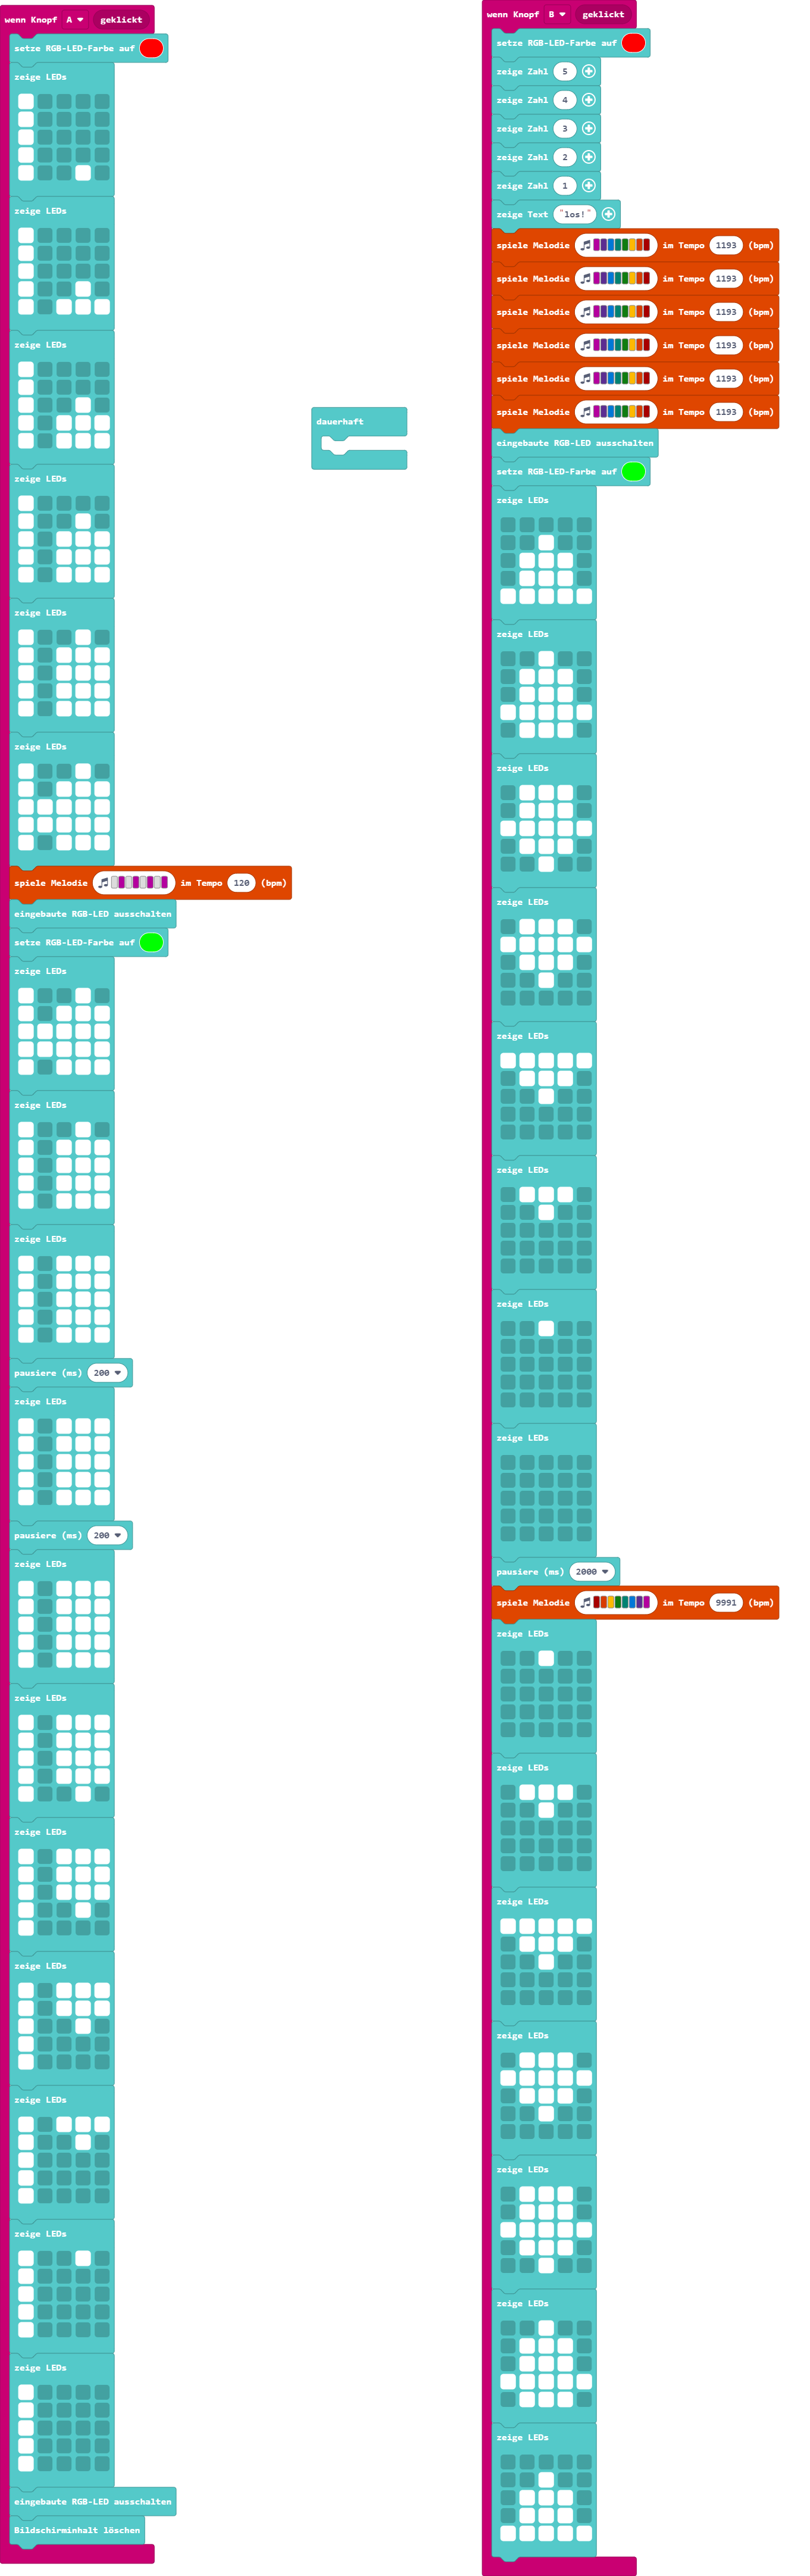 wenn Knopf A geklickt
setze RGB-LED-Farbe auf
zeige LEDs
zeige LEDs
zeige LEDs
zeige LEDs
zeige LEDs
zeige LEDs
spiele Melodie im Tempo 120 (bpm)
eingebaute RGB-LED ausschalten
setze RGB-LED-Farbe auf
zeige LEDs
zeige LEDs
zeige LEDs
pausiere (ms) 200
zeige LEDs
pausiere (ms) 200
zeige LEDs
zeige LEDs
zeige LEDs
zeige LEDs
zeige LEDs
zeige LEDs
zeige LEDs
eingebaute RGB-LED ausschalten
Bildschirminhalt löschen
dauerhaft
wenn Knopf B geklickt
setze RGB-LED-Farbe auf
zeige Zahl 5
zeige Zahl 4
zeige Zahl 3
zeige Zahl 2
zeige Zahl 1
zeige Text "los!"
spiele Melodie im Tempo 1193 (bpm)
spiele Melodie im Tempo 1193 (bpm)
spiele Melodie im Tempo 1193 (bpm)
spiele Melodie im Tempo 1193 (bpm)
spiele Melodie im Tempo 1193 (bpm)
spiele Melodie im Tempo 1193 (bpm)
eingebaute RGB-LED ausschalten
setze RGB-LED-Farbe auf
zeige LEDs
zeige LEDs
zeige LEDs
zeige LEDs
zeige LEDs
zeige LEDs
zeige LEDs
zeige LEDs
pausiere (ms) 2000
spiele Melodie im Tempo 9991 (bpm)
zeige LEDs
zeige LEDs
zeige LEDs
zeige LEDs
zeige LEDs
zeige LEDs
zeige LEDs